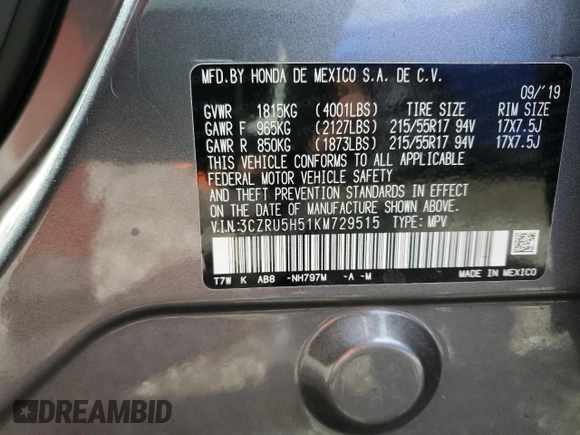 MFD.BY HONDA DE MEXICO S.A. DE C.V.
09/'19
GVWR 1815KG (4001LBS) TIRE SIZE RIM SIZE
GAWR F 965KG (2127LBS) 215/55R17 94V 17X7.5J
GAWR R 850KG (1873LBS) 215/55R17 94V 17X7.5J
THIS VEHICLE CONFORMS TO ALL APPLICABLE
FEDERAL MOTOR VEHICLE SAFETY
AND THEFT PREVENTION STANDARDS IN EFFECT
ON THE DATE OF MANUFACTURE SHOWN ABOVE.
V.I.N:3CZRU5H51KM729515 TYPE: MPV
T7W K AB8 -NH797M -A -M
MADE IN MEXICO
DREAMBID